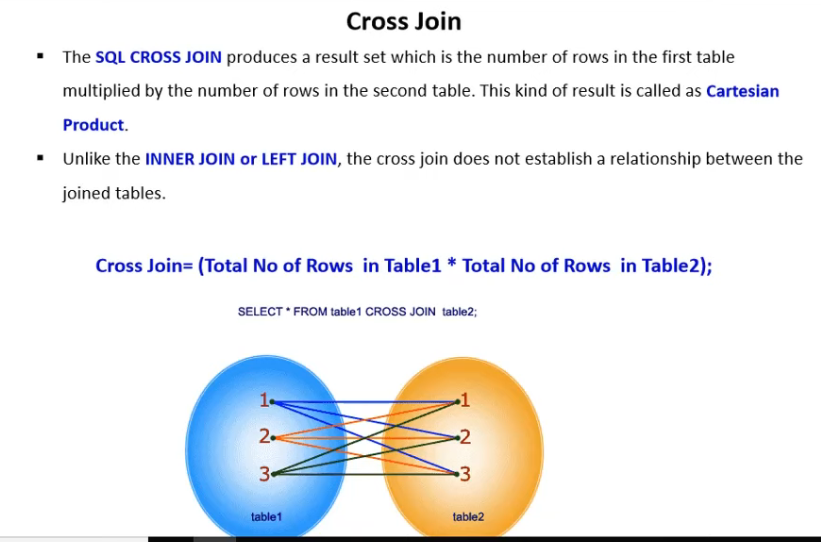 Cross Join
▪ The SQL CROSS JOIN produces a result set which is the number of rows in the first table
multiplied by the number of rows in the second table. This kind of result is called as Cartesian
Product.
▪ Unlike the INNER JOIN or LEFT JOIN, the cross join does not establish a relationship between the
joined tables.
Cross Join= (Total No of Rows in Table1 * Total No of Rows in Table2);
SELECT * FROM table1 CROSS JOIN table2;
1 1
2 2
3 3
table1 table2